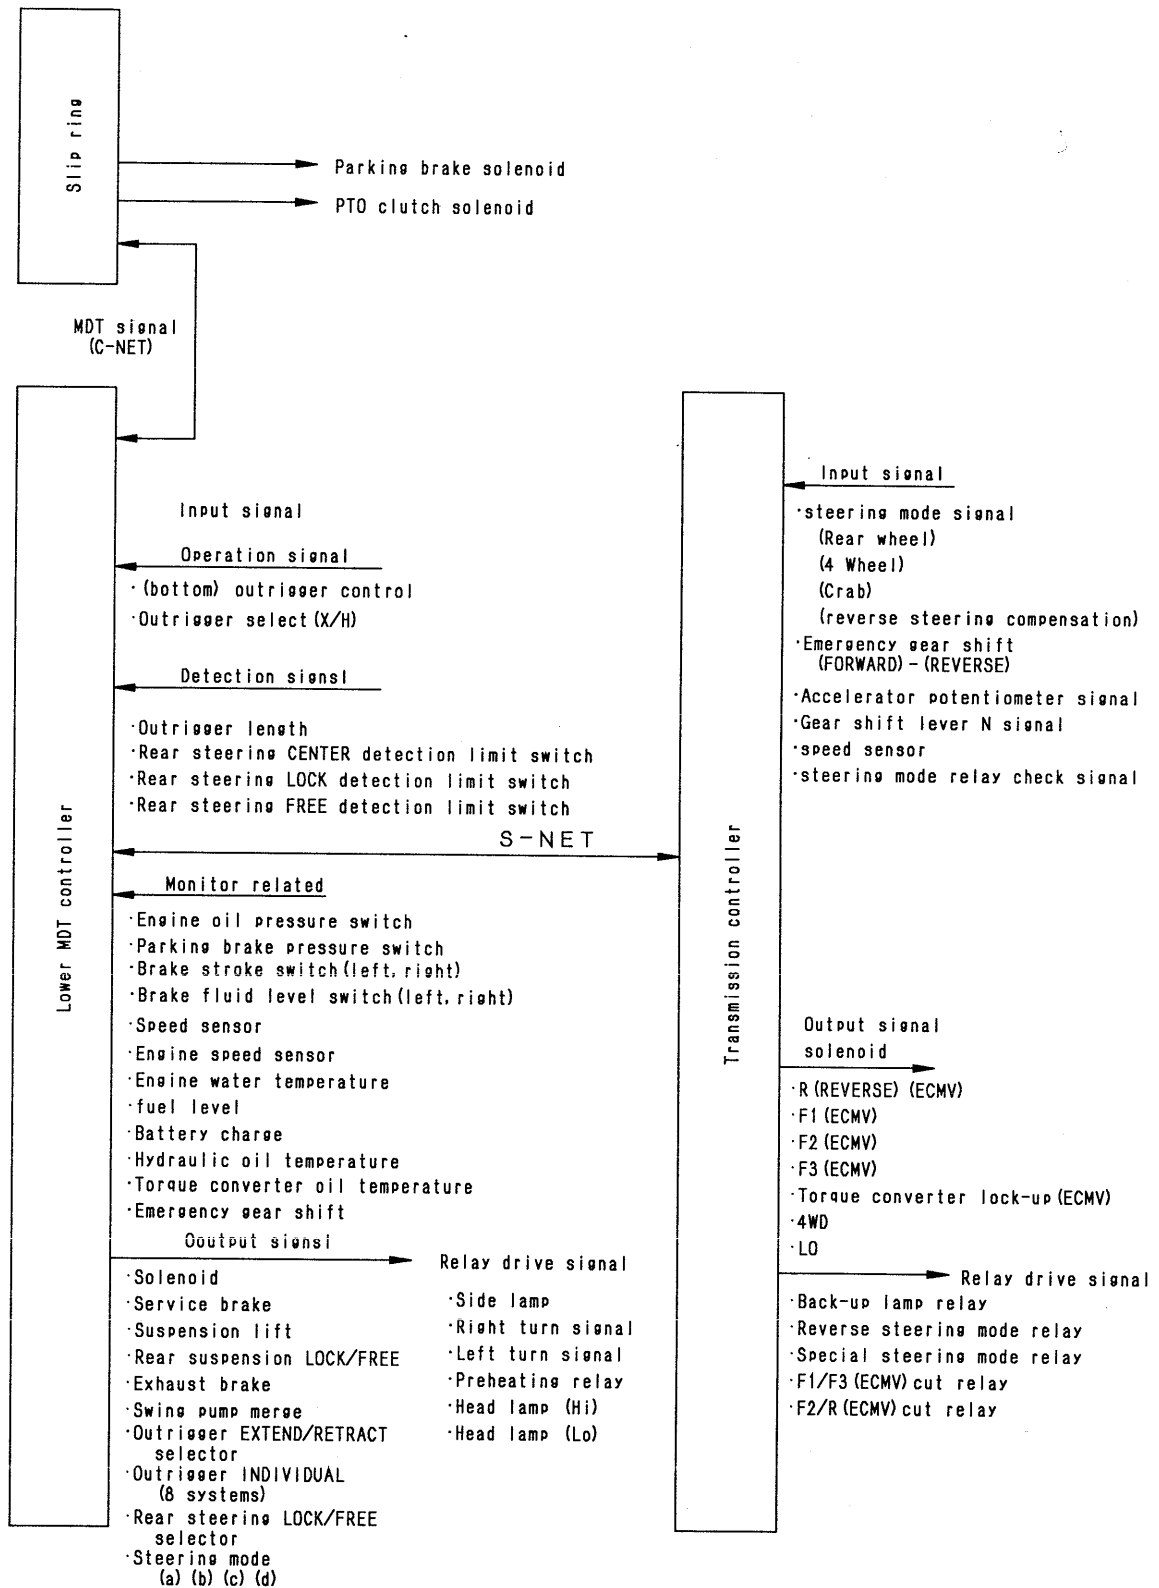 Slip ring
Parking brake solenoid
PTO clutch solenoid
MDT signal
(C-NET)
Lower MDT controller
Input signal
Operation signal
·(bottom) outrigger control
·Outrigger select(X/H)
Detection signsl
·Outrigger length
·Rear steering CENTER detection limit switch
·Rear steering LOCK detection limit switch
·Rear steering FREE detection limit switch
S-NET
Monitor related
·Engine oil pressure switch
·Parking brake pressure switch
·Brake stroke switch(left,right)
·Brake fluid level switch(left,right)
·Speed sensor
·Engine speed sensor
·Engine water temperature
·fuel level
·Battery charge
·Hydraulic oil temperature
·Torque converter oil temperature
·Emergency gear shift
Ooutput signsl
·Solenoid
·Service brake
·Suspension lift
·Rear suspension LOCK/FREE
·Exhaust brake
·Swing pump merge
·Outrigger EXTEND/RETRACT
selector
·Outrigger INDIVIDUAL
(8 systems)
·Rear steering LOCK/FREE
selector
·Steering mode
(a) (b) (c) (d)
Relay drive signal
·Side lamp
·Right turn signal
·Left turn signal
·Preheating relay
·Head lamp (Hi)
·Head lamp (Lo)
Transmission controller
Input signal
·steering mode signal
(Rear wheel)
(4 Wheel)
(Crab)
(reverse steering compensation)
·Emergency gear shift
(FORWARD)-(REVERSE)
·Accelerator potentiometer signal
·Gear shift lever N signal
·speed sensor
·steering mode relay check signal
Output signal
solenoid
·R(REVERSE) (ECMV)
·F1(ECMV)
·F2(ECMV)
·F3(ECMV)
·Torque converter lock-up(ECMV)
·4WD
·LO
Relay drive signal
·Back-up lamp relay
·Reverse steering mode relay
·Special steering mode relay
·F1/F3(ECMV)cut relay
·F2/R(ECMV)cut relay